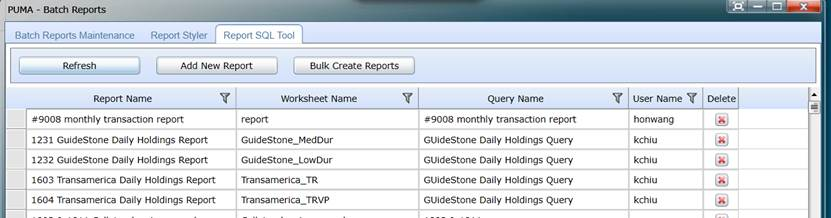 PUMA - Batch Reports
Batch Reports Maintenance Report Styler Report SQL Tool
Refresh Add New Report Bulk Create Reports
Report Name Worksheet Name Query Name User Name Delete
#9008 monthly transaction report report #9008 monthly transaction report honwang
1231 GuideStone Daily Holdings Report GuideStone_MedDur GUideStone Daily Holdings Query kchiu
1232 GuideStone Daily Holdings Report GuideStone_LowDur GUideStone Daily Holdings Query kchiu
1603 Transamerica Daily Holdings Report Transamerica_TR GUideStone Daily Holdings Query kchiu
1604 Transamerica Daily Holdings Report Transamerica_TRVP GUideStone Daily Holdings Query kchiu